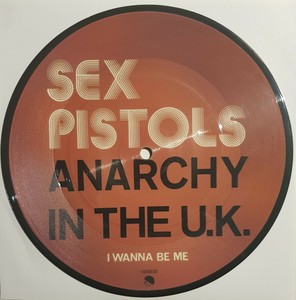 SEX
PISTOLS
ANARCHY
IN THE U.K.
I WANNA BE ME